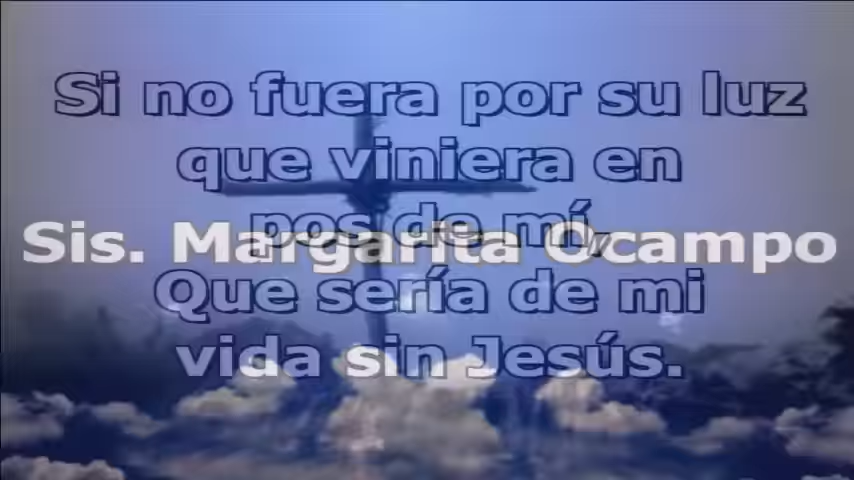 Si no fuera por su luz
que viniera en
pos de mí,
Sis. Margarita Ocampo
Que sería de mi
vida sin Jesús.